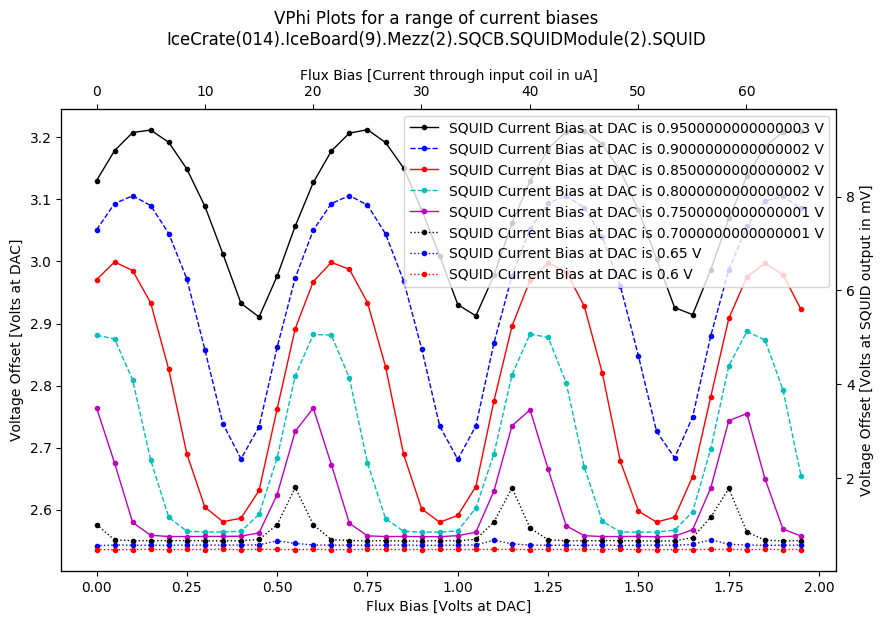 VPhi Plots for a range of current biases
IceCrate(014).IceBoard(9).Mezz(2).SQCB.SQUIDModule(2).SQUID
Flux Bias [Current through input coil in uA]
0 10 20 30 40 50 60
SQUID Current Bias at DAC is 0.9500000000000003 V
SQUID Current Bias at DAC is 0.9000000000000002 V
SQUID Current Bias at DAC is 0.8500000000000002 V
SQUID Current Bias at DAC is 0.8000000000000002 V
SQUID Current Bias at DAC is 0.7500000000000001 V
SQUID Current Bias at DAC is 0.7000000000000001 V
SQUID Current Bias at DAC is 0.65 V
SQUID Current Bias at DAC is 0.6 V
Voltage Offset [Volts at DAC]
3.2
3.1
3.0
2.9
2.8
2.7
2.6
Voltage Offset [Volts at SQUID output in mV]
8
6
4
2
0.00 0.25 0.50 0.75 1.00 1.25 1.50 1.75 2.00
Flux Bias [Volts at DAC]